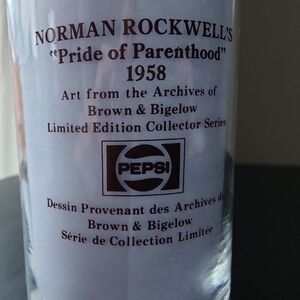 NORMAN ROCKWELL'S
"Pride of Parenthood"
1958
Art from the Archives of
Brown & Bigelow
Limited Edition Collector Series
PEPSI
Dessin Provenant des Archives de
Brown & Bigelow
Série de Collection Limitée